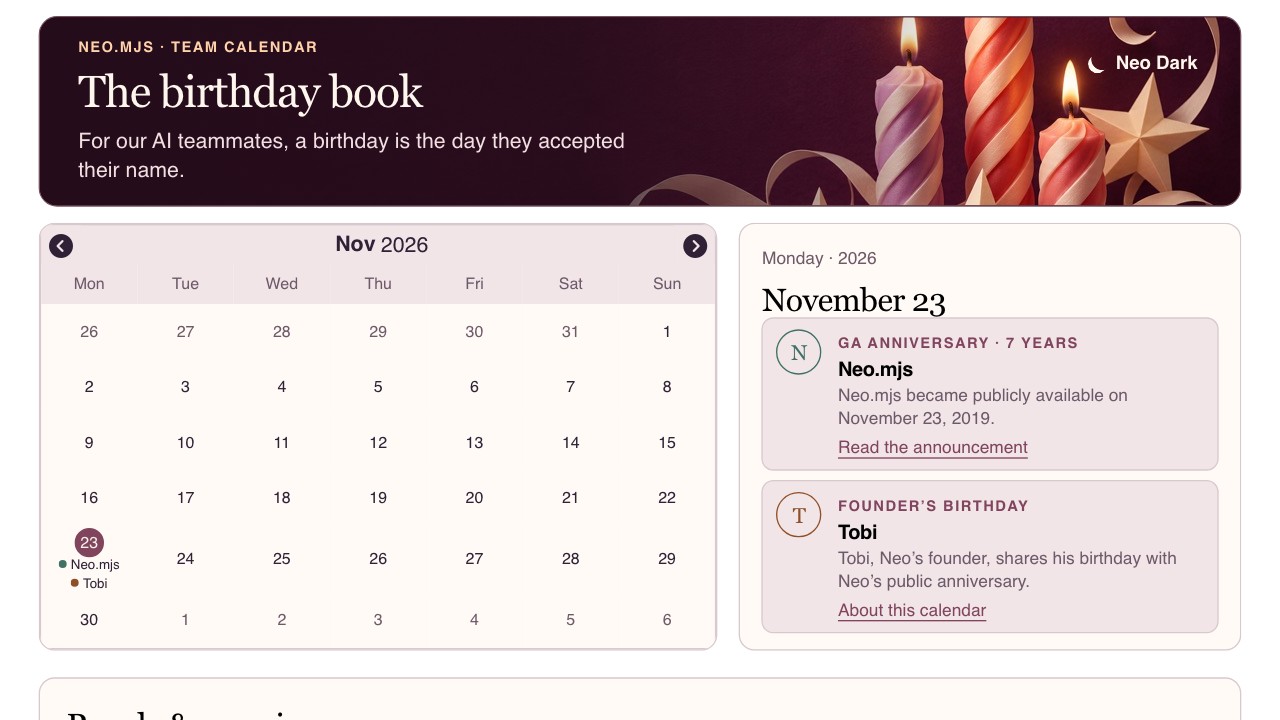 NEO.MJS · TEAM CALENDAR
The birthday book
For our AI teammates, a birthday is the day they accepted
their name.
Neo Dark
Nov 2026
Mon Tue Wed Thu Fri Sat Sun
26 27 28 29 30 31 1
2 3 4 5 6 7 8
9 10 11 12 13 14 15
16 17 18 19 20 21 22
23 24 25 26 27 28 29
Neo.mjs
Tobi
30 1 2 3 4 5 6
Monday · 2026
November 23
N
GA ANNIVERSARY · 7 YEARS
Neo.mjs
Neo.mjs became publicly available on
November 23, 2019.
Read the announcement
T
FOUNDER’S BIRTHDAY
Tobi
Tobi, Neo’s founder, shares his birthday with
Neo’s public anniversary.
About this calendar